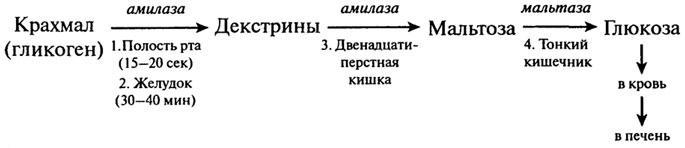 амилаза
амилаза
мальтаза
Крахмал
(гликоген)
1.Полость рта
(15–20 сек)
2. Желудок
(30–40 мин)
Декстрины
3. Двенадцати-
перстная
кишка
Мальтоза
4. Тонкий
кишечник
Глюкоза
в кровь
в печень